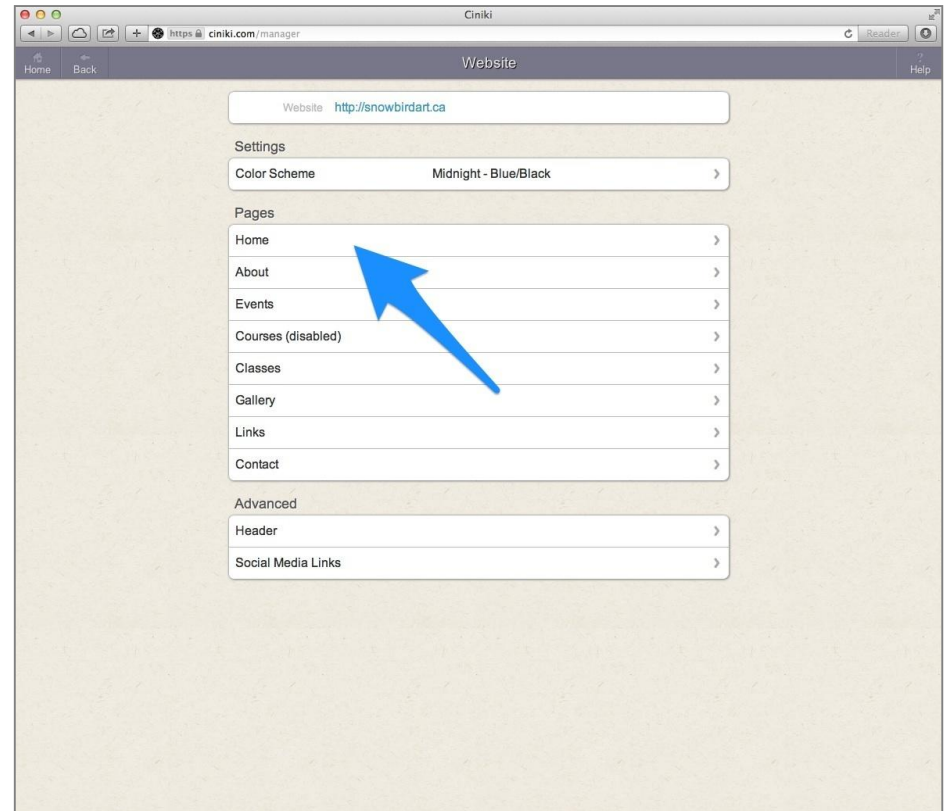 Ciniki
https ciniki.com/manager
Reader
Home
Back
Website
?
Help
Website http://snowbirdart.ca
Settings
Color Scheme Midnight - Blue/Black
Pages
Home
About
Events
Courses (disabled)
Classes
Gallery
Links
Contact
Advanced
Header
Social Media Links